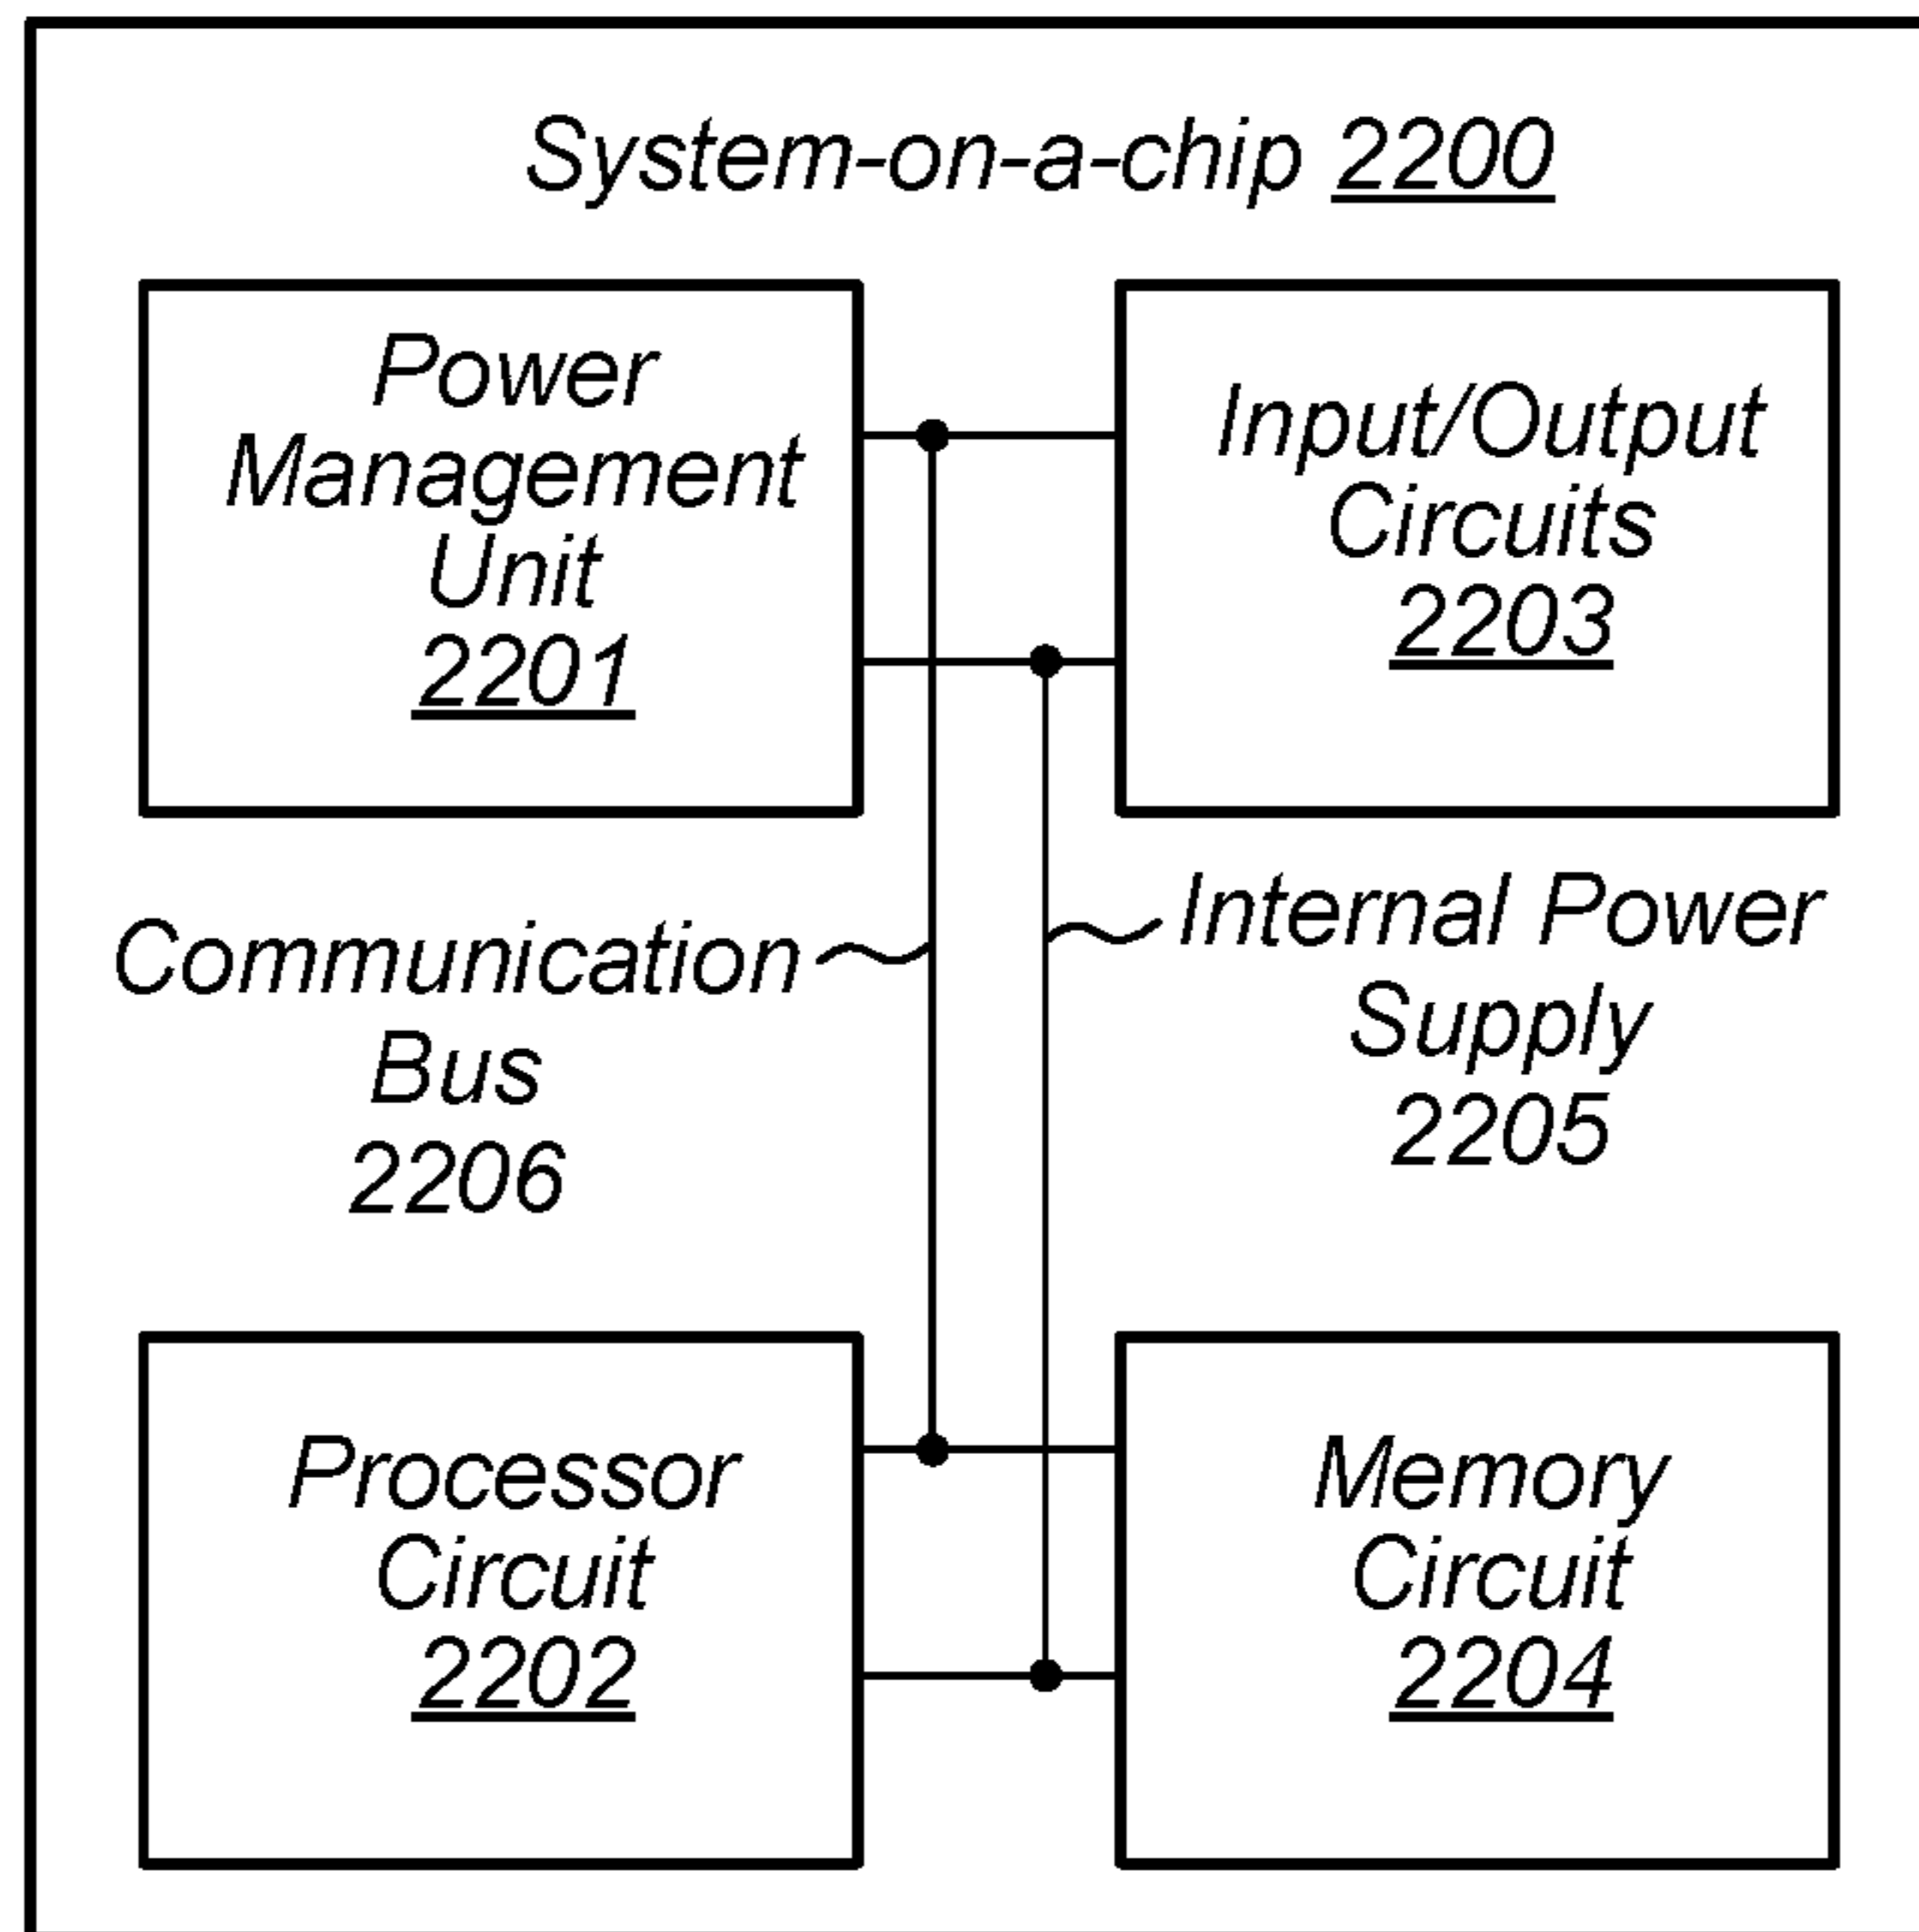 System-on-a-chip 2200
Power
Management
Unit
2201
Input/Output
Circuits
2203
Communication
Bus
2206
Internal Power
Supply
2205
Processor
Circuit
2202
Memory
Circuit
2204